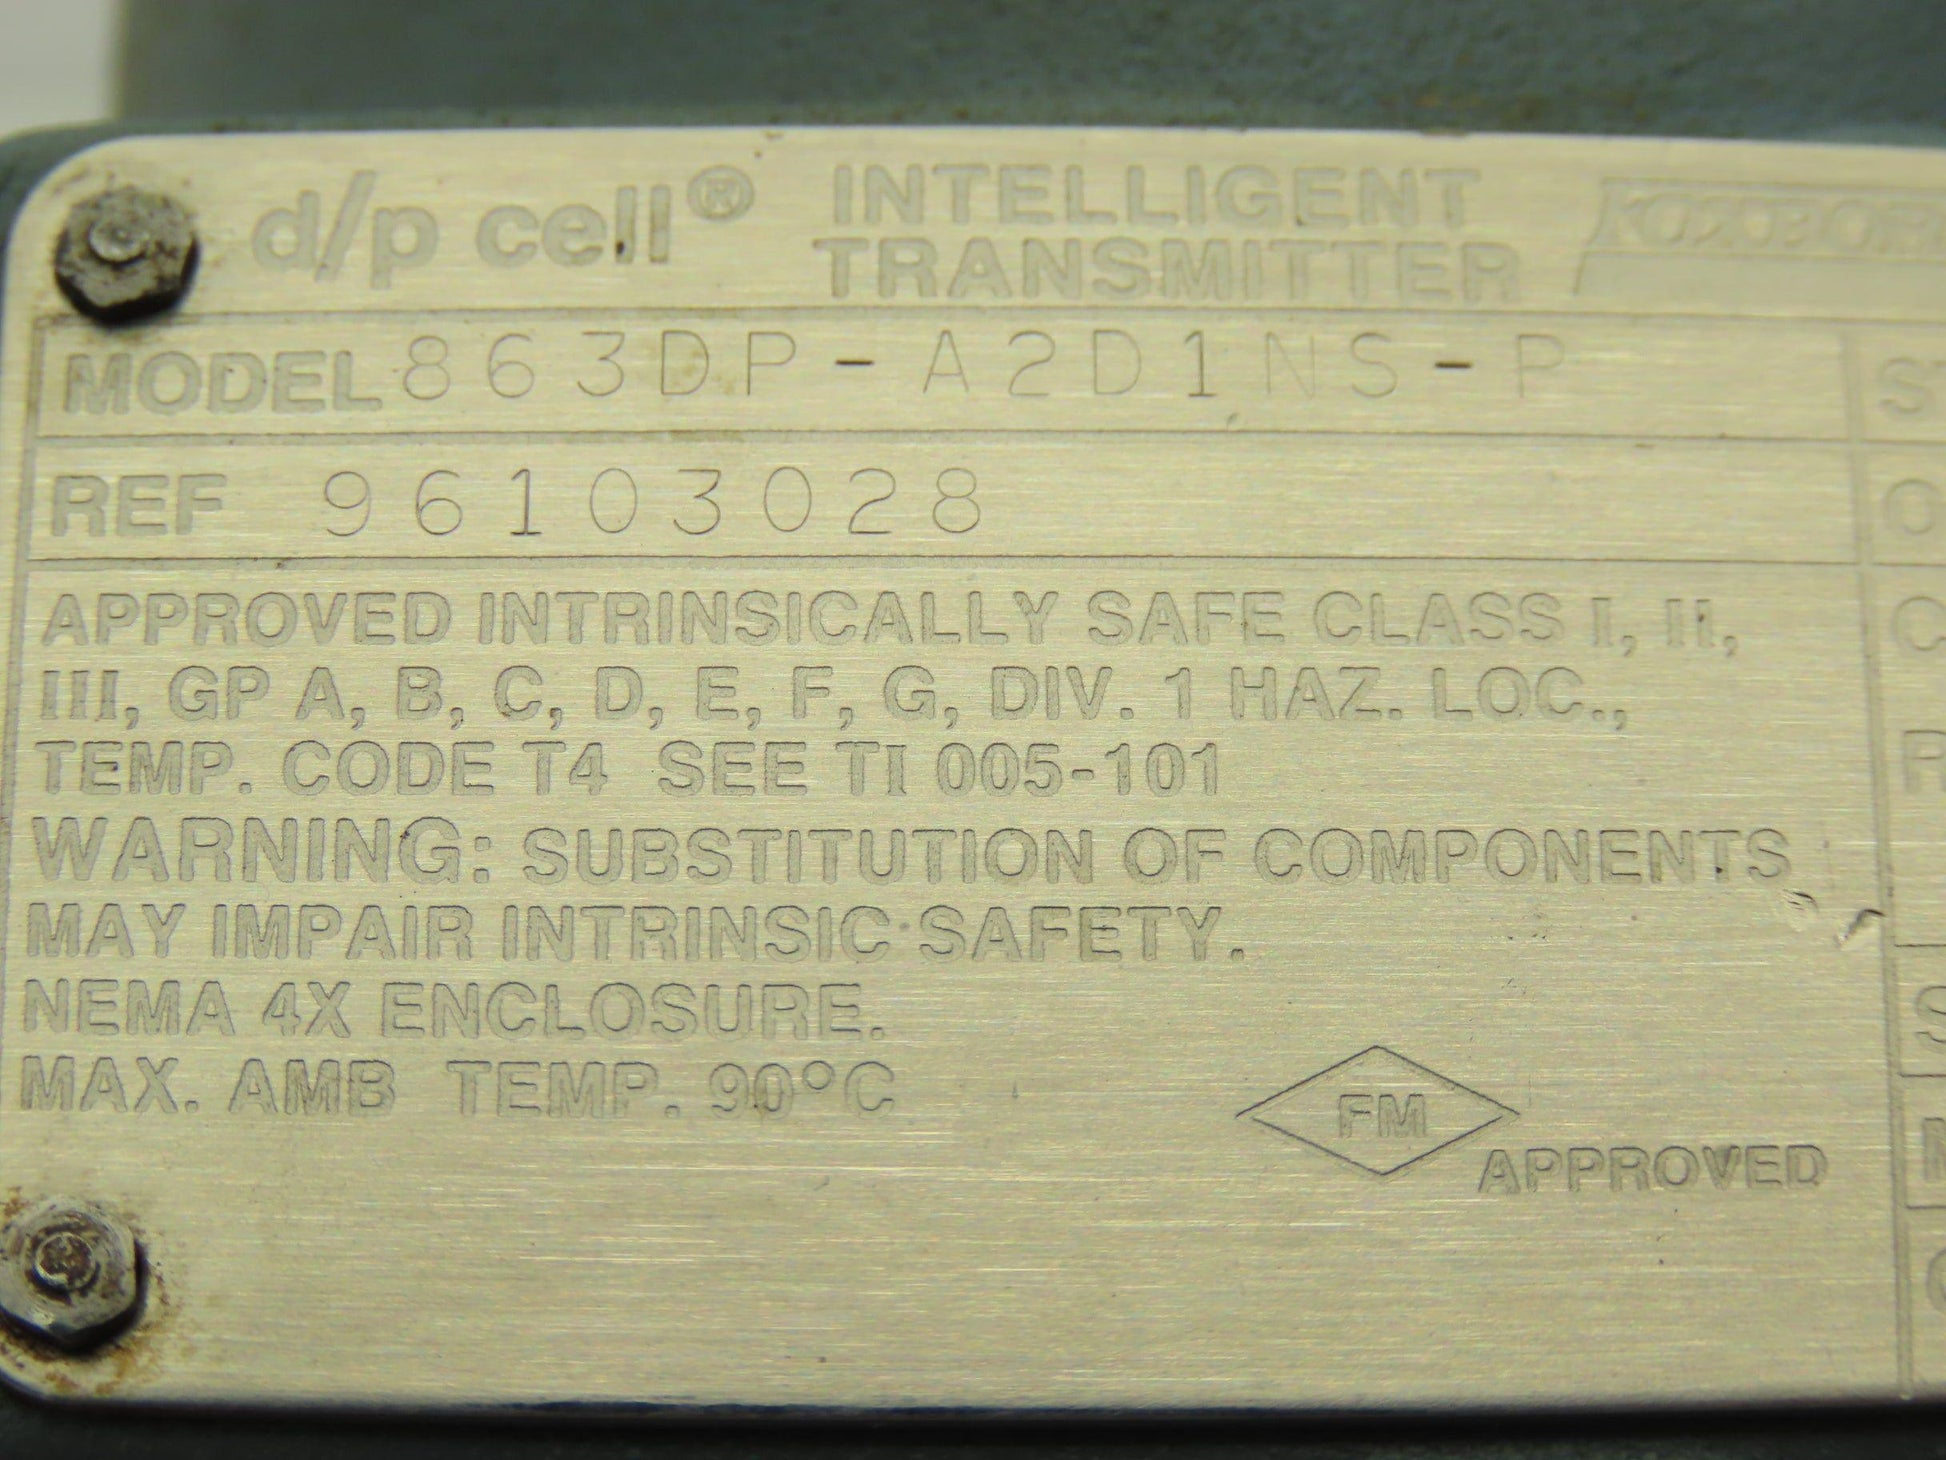 d/p cell® INTELLIGENT
TRANSMITTER
MODEL 863DP-A2D1NS-P
REF 96103028
APPROVED INTRINSICALLY SAFE CLASS I, II,
III, GP A, B, C, D, E, F, G, DIV. 1 HAZ. LOC.,
TEMP. CODE T4 SEE TI 005-101
WARNING: SUBSTITUTION OF COMPONENTS
MAY IMPAIR INTRINSIC SAFETY.
NEMA 4X ENCLOSURE.
MAX. AMB TEMP. 90°C
FM
APPROVED